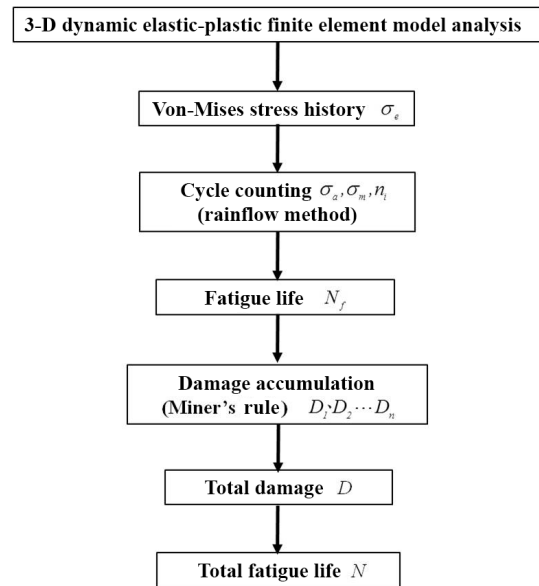 3-D dynamic elastic-plastic finite element model analysis
Von-Mises stress history σₑ
Cycle counting σₐ,σₘ,nᵢ
(rainflow method)
Fatigue life N_f
Damage accumulation
(Miner's rule) D₁、D₂⋯Dₙ
Total damage D
Total fatigue life N